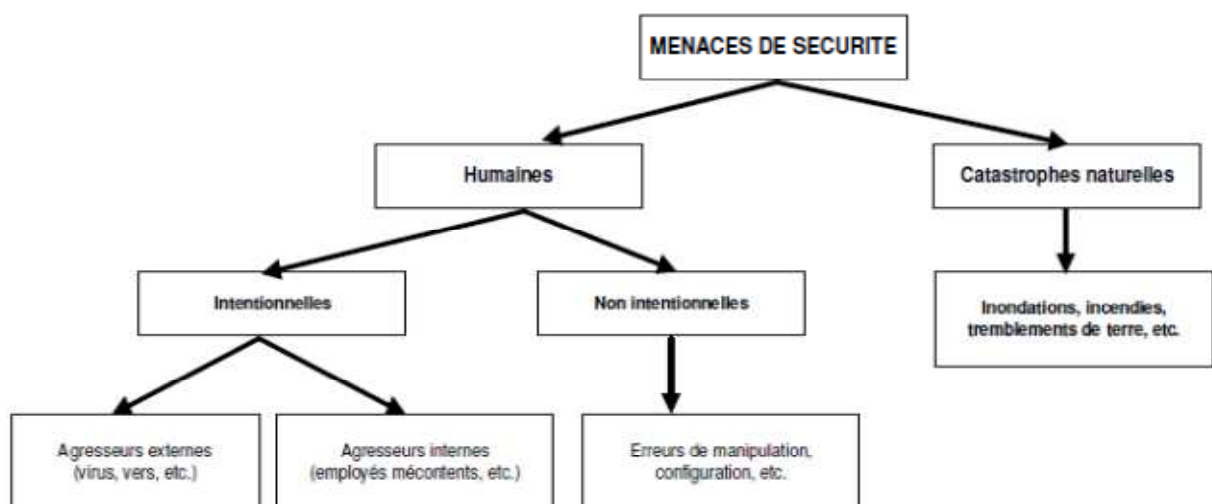 MENACES DE SECURITE
Humaines
Catastrophes naturelles
Intentionnelles
Non intentionnelles
Inondations, incendies,
tremblements de terre, etc.
Agresseurs externes
(virus, vers, etc.)
Agresseurs internes
(employés mécontents, etc.)
Erreurs de manipulation,
configuration, etc.